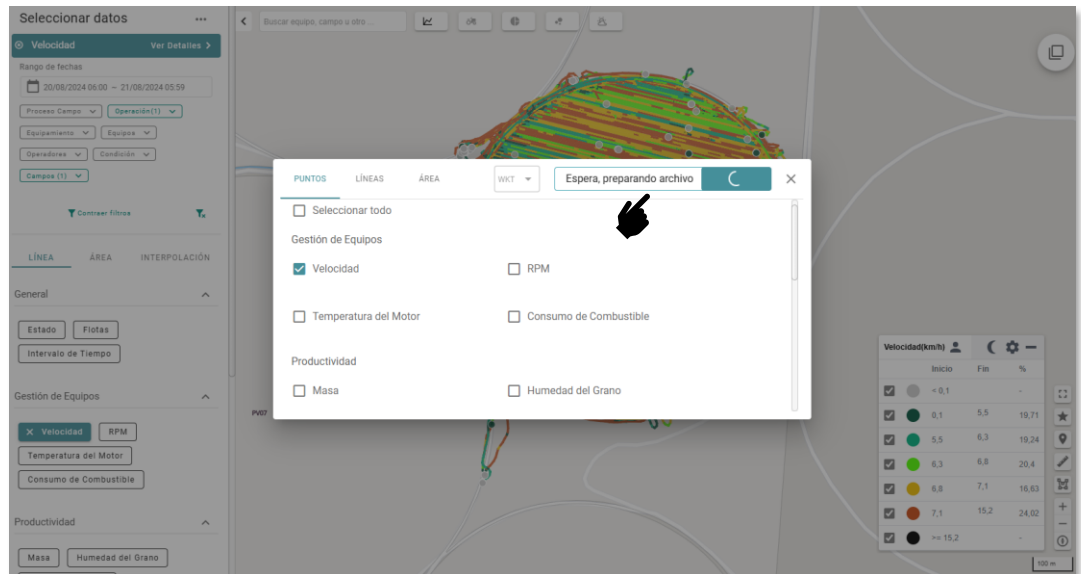 Seleccionar datos
Velocidad Ver Detalles
Rango de fechas
20/08/2024 06:00 – 21/08/2024 05:59
Proceso Campo
Operación(1)
Equipamiento
Equipos
Operadores
Condición
Campos (1)
Contraer filtros
LÍNEA ÁREA INTERPOLACIÓN
General
Estado
Flotas
Intervalo de Tiempo
Gestión de Equipos
X Velocidad
RPM
Temperatura del Motor
Consumo de Combustible
Productividad
Masa
Humedad del Grano
Buscar equipo, campo u otro ...
PUNTOS LÍNEAS ÁREA
WKT
Espera, preparando archivo
Seleccionar todo
Gestión de Equipos
Velocidad
RPM
Temperatura del Motor
Consumo de Combustible
Productividad
Masa
Humedad del Grano
PV07
Velocidad(km/h)
Inicio Fin %
< 0,1 -
0,1 5,5 19,71
5,5 6,3 19,24
6,3 6,8 20,4
6,8 7,1 16,63
7,1 15,2 24,02
>= 15,2 -
100 m